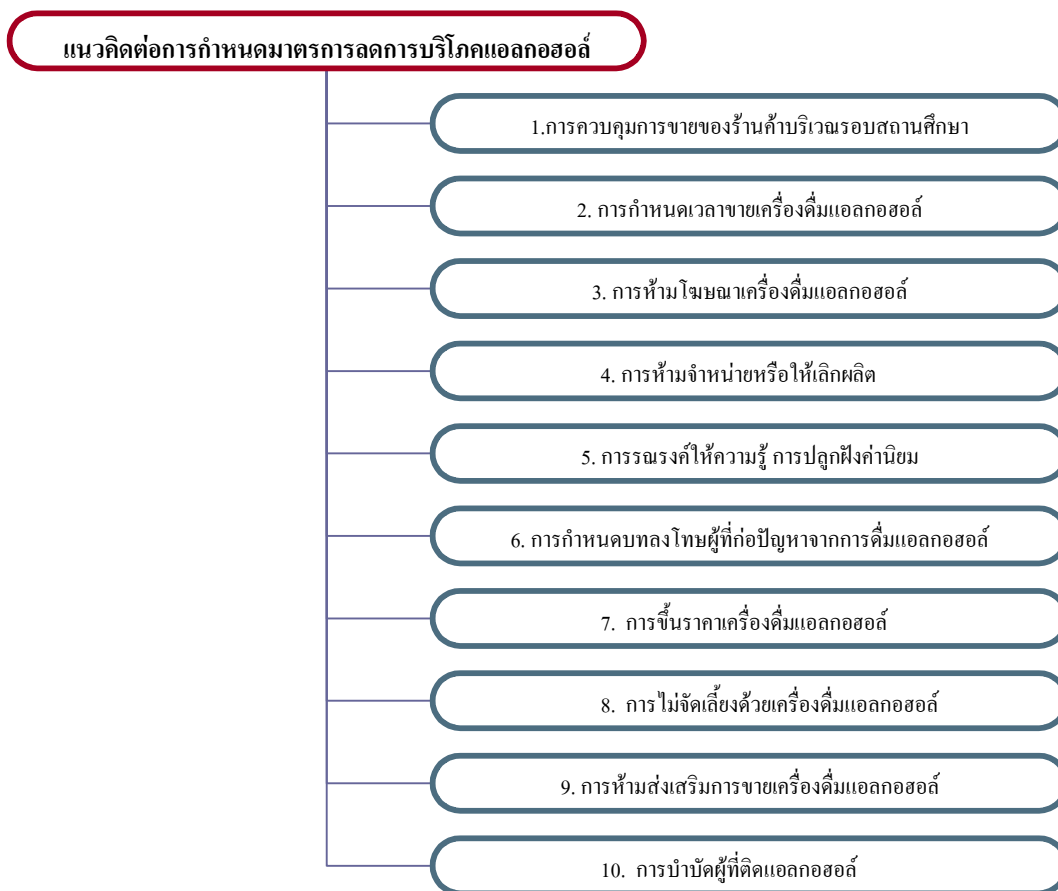 แนวคิดต่อการกำหนดมาตรการลดการบริโภคแอลกอฮอล์
1.การควบคุมการขายของร้านค้าบริเวณรอบสถานศึกษา
2. การกำหนดเวลาขายเครื่องดื่มแอลกอฮอล์
3. การห้ามโฆษณาเครื่องดื่มแอลกอฮอล์
4. การห้ามจำหน่ายหรือให้เลิกผลิต
5. การรณรงค์ให้ความรู้ การปลูกฝังค่านิยม
6. การกำหนดบทลงโทษผู้ที่ก่อปัญหาจากการดื่มแอลกอฮอล์
7. การขึ้นราคาเครื่องดื่มแอลกอฮอล์
8. การไม่จัดเลี้ยงด้วยเครื่องดื่มแอลกอฮอล์
9. การห้ามส่งเสริมการขายเครื่องดื่มแอลกอฮอล์
10. การบำบัดผู้ที่ติดแอลกอฮอล์